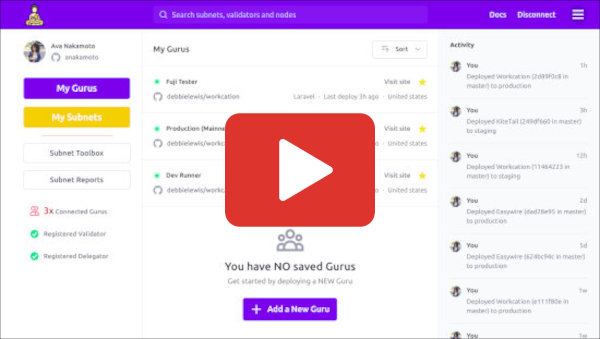 Search subnets, validators and nodes
Docs
Disconnect
Ava Nakamoto
anakamoto
My Gurus
My Subnets
Subnet Toolbox
Subnet Reports
3x Connected Gurus
Registered Validator
Registered Delegator
My Gurus
Sort
Fuji Tester
Visit site
debbielewis/workcation
Laravel · Last deploy 3h ago · United states
Production (Mainne
Visit site
debbielewis/workc
United states
Dev Runner
Visit site
debbielewis/workc
United states
You have NO saved Gurus
Get started by deploying a NEW Guru
Add a New Guru
Activity
You
1h
Deployed Workcation (2d89f0c8 in
master) to production
You
3h
Deployed KiteTail (249df660 in
master) to staging
You
12h
Deployed Workcation (11464223 in
master) to staging
You
2d
Deployed Easywire (dad28e95 in master)
to production
You
5d
Deployed Easywire (624bc94c in master)
to production
You
1w
Deployed Workcation (e111f80e in
master) to production
You
1w